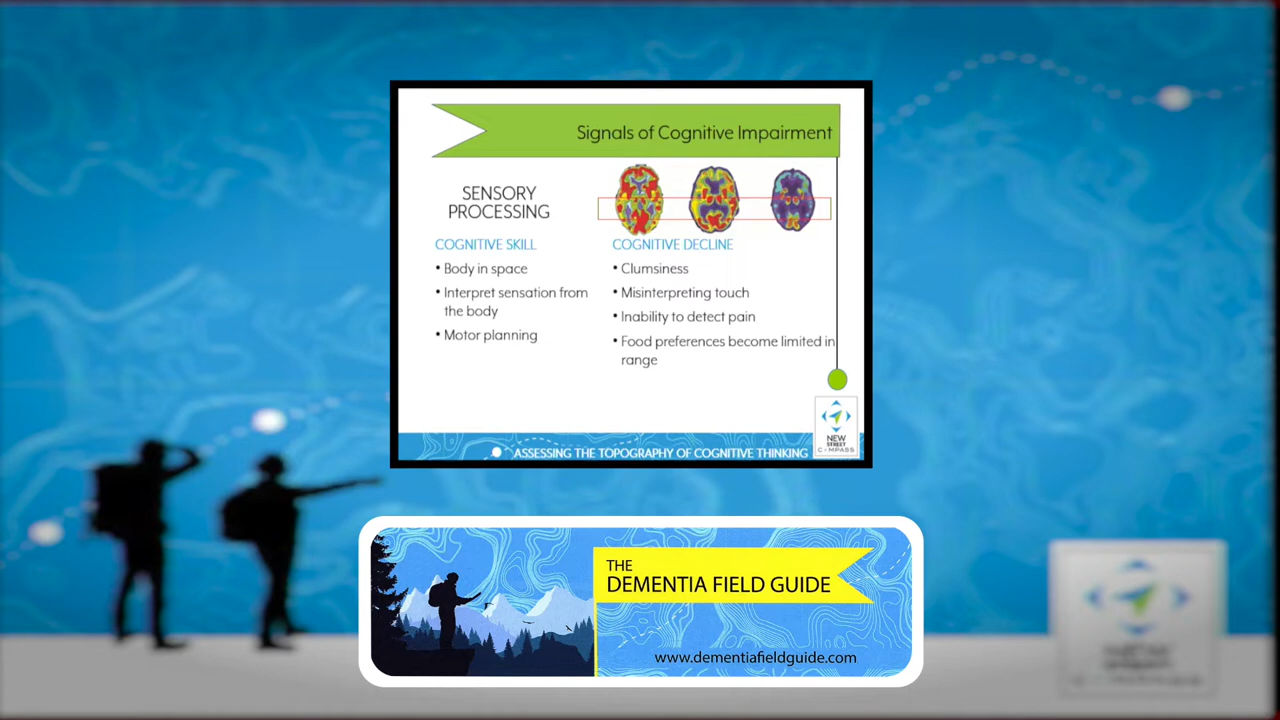 Signals of Cognitive Impairment
SENSORY
PROCESSING
COGNITIVE SKILL
• Body in space
• Interpret sensation from
the body
• Motor planning
COGNITIVE DECLINE
• Clumsiness
• Misinterpreting touch
• Inability to detect pain
• Food preferences become limited in
range
NEW
STREET
COMPASS
ASSESSING THE TOPOGRAPHY OF COGNITIVE THINKING
THE
DEMENTIA FIELD GUIDE
www.dementiafieldguide.com